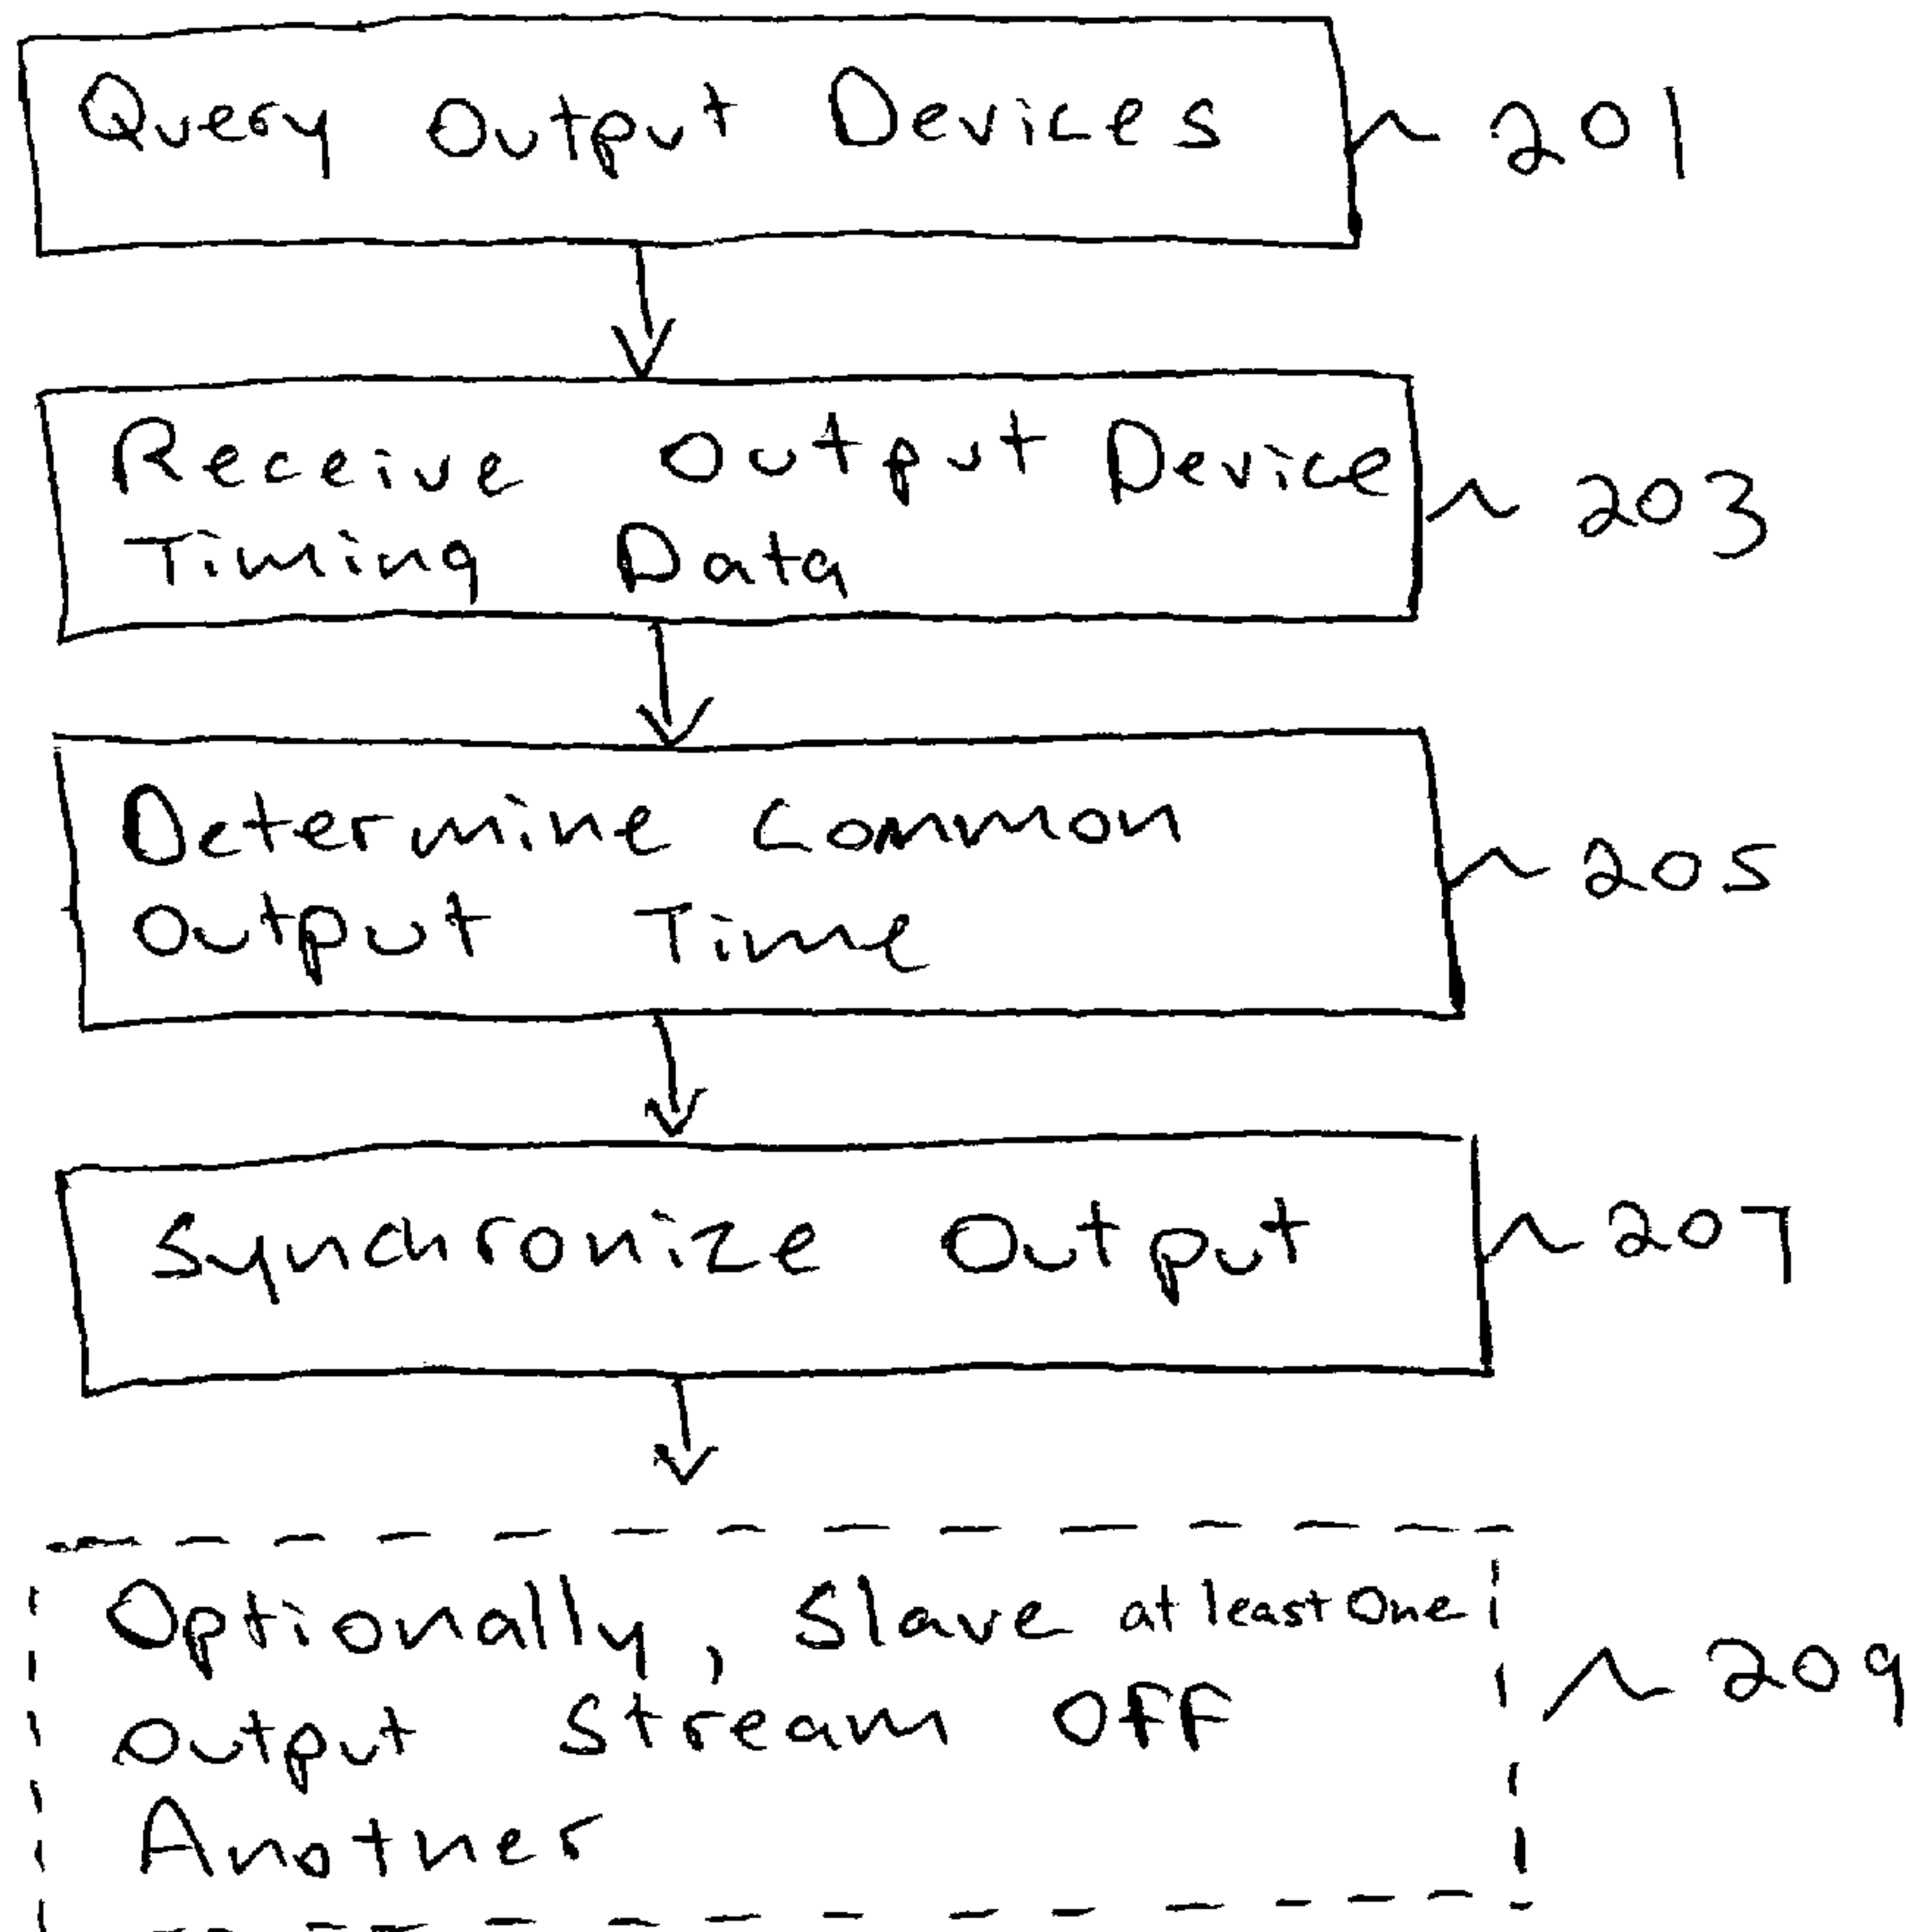 Query Output Devices ~ 201
Receive Output Device
Timing Data
~ 203
Determine Common
Output Time
~ 205
Synchronize Output ~ 207
Optionally, Slave at least One
Output Stream Off
Another
~ 209